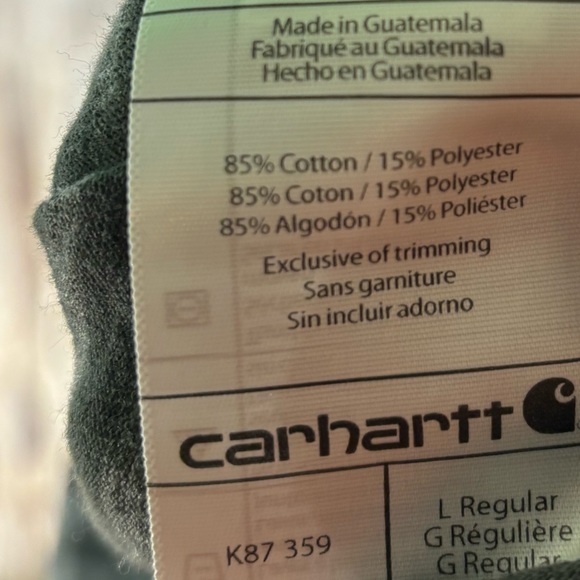 Made in Guatemala
Fabriqué au Guatemala
Hecho en Guatemala
85% Cotton / 15% Polyester
85% Coton / 15% Polyester
85% Algodón / 15% Poliéster
Exclusive of trimming
Sans garniture
Sin incluir adorno
carhartt
K87 359
L Regular
G Régulière
G Regular